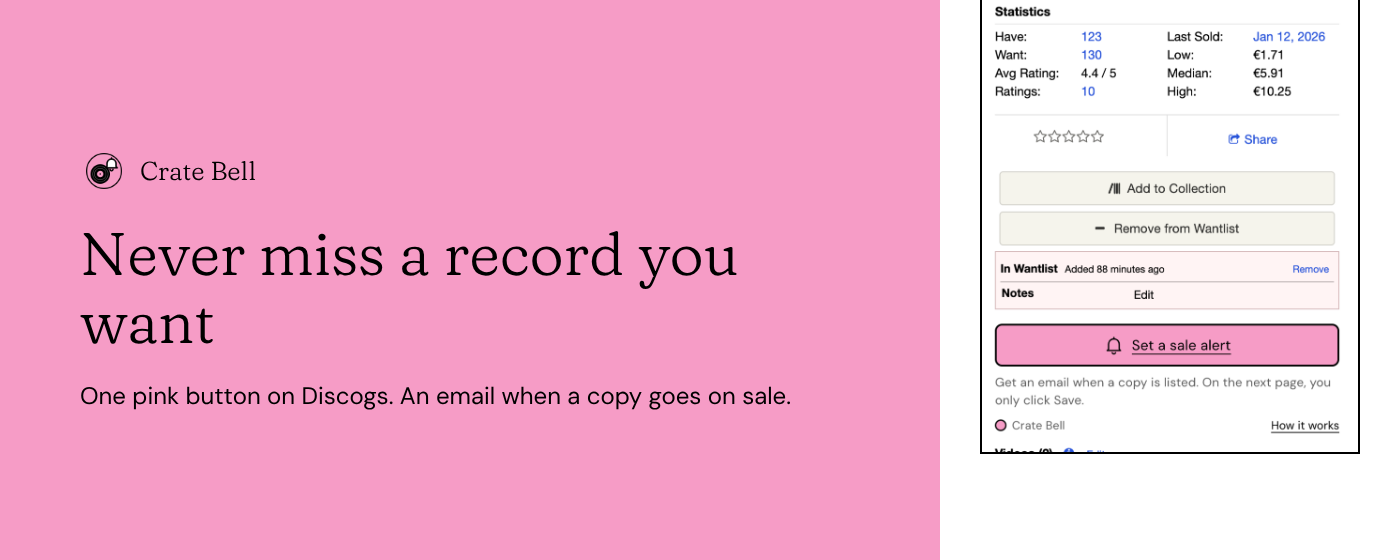 Crate Bell
Never miss a record you
want
One pink button on Discogs. An email when a copy goes on sale.
Statistics
Have: 123 Last Sold: Jan 12, 2026
Want: 130 Low: €1.71
Avg Rating: 4.4 / 5 Median: €5.91
Ratings: 10 High: €10.25
Share
Add to Collection
Remove from Wantlist
In Wantlist Added 88 minutes ago Remove
Notes Edit
Set a sale alert
Get an email when a copy is listed. On the next page, you
only click Save.
Crate Bell How it works